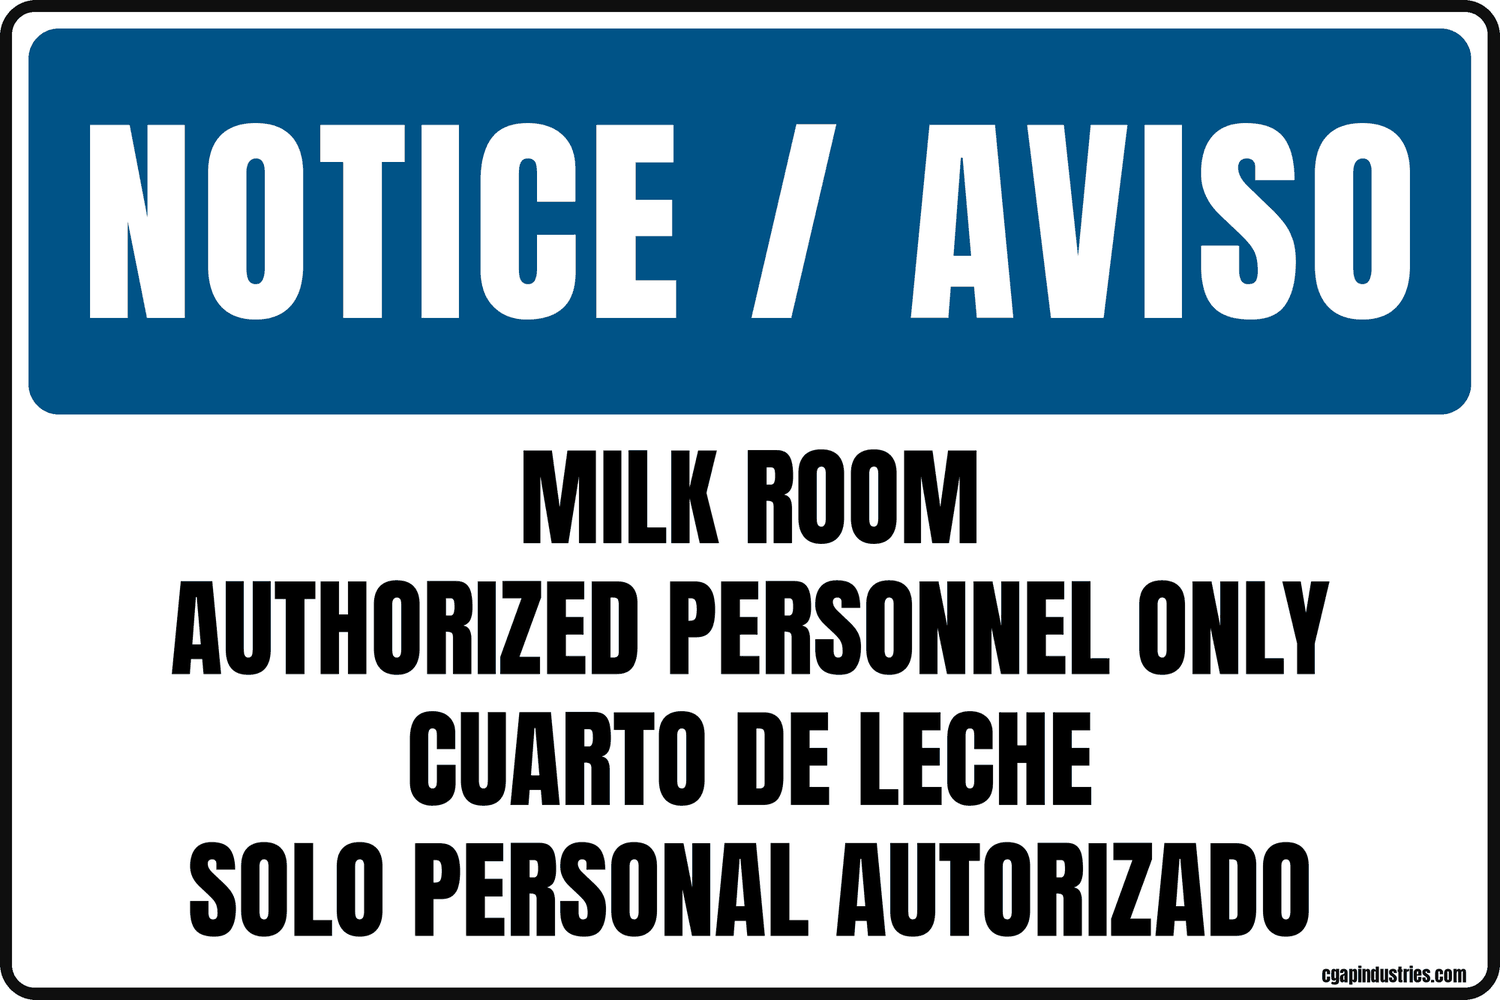 NOTICE / AVISO
MILK ROOM
AUTHORIZED PERSONNEL ONLY
CUARTO DE LECHE
SOLO PERSONAL AUTORIZADO
cgapindustries.com